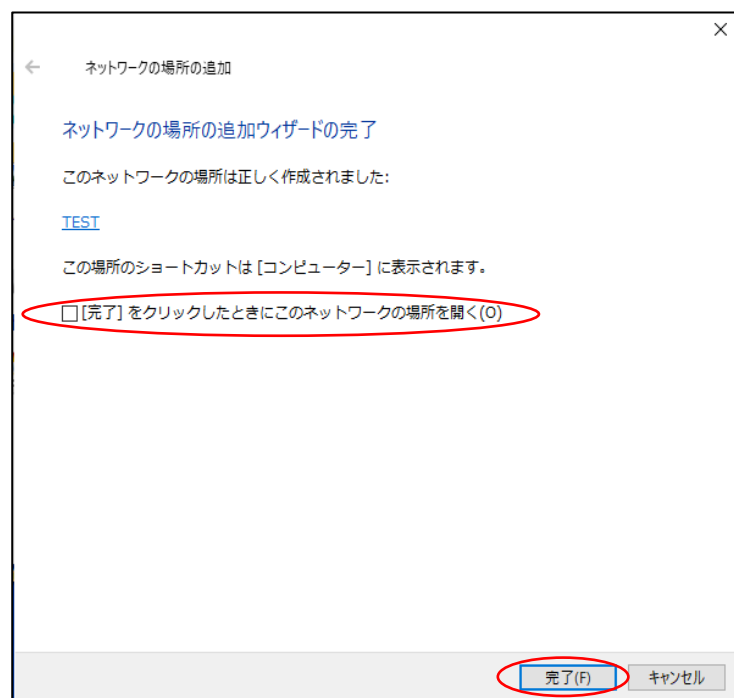 ネットワークの場所の追加
ネットワークの場所の追加ウィザードの完了
このネットワークの場所は正しく作成されました:
TEST
この場所のショートカットは [コンピューター] に表示されます。
[完了] をクリックしたときにこのネットワークの場所を開く(O)
完了(F)
キャンセル